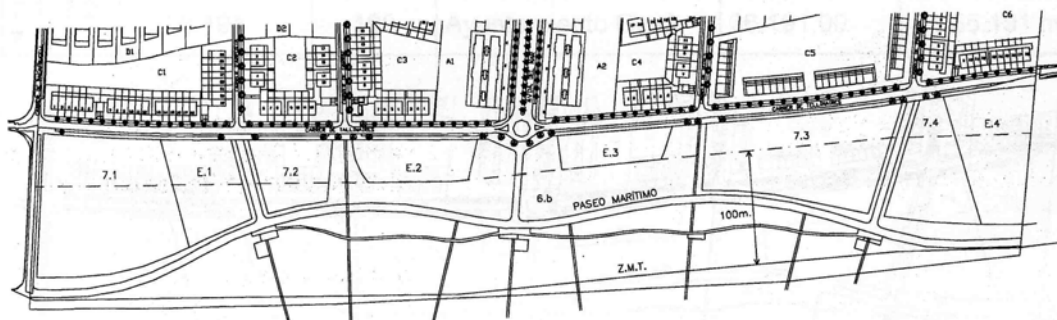 D1
D2
C6
C1
C2
C3
A1
A2
C4
C5
7.1
E.1
7.2
E.2
E.3
7.3
7.4
E.4
6.b
PASEO MARÍTIMO
100m.
Z.M.T.